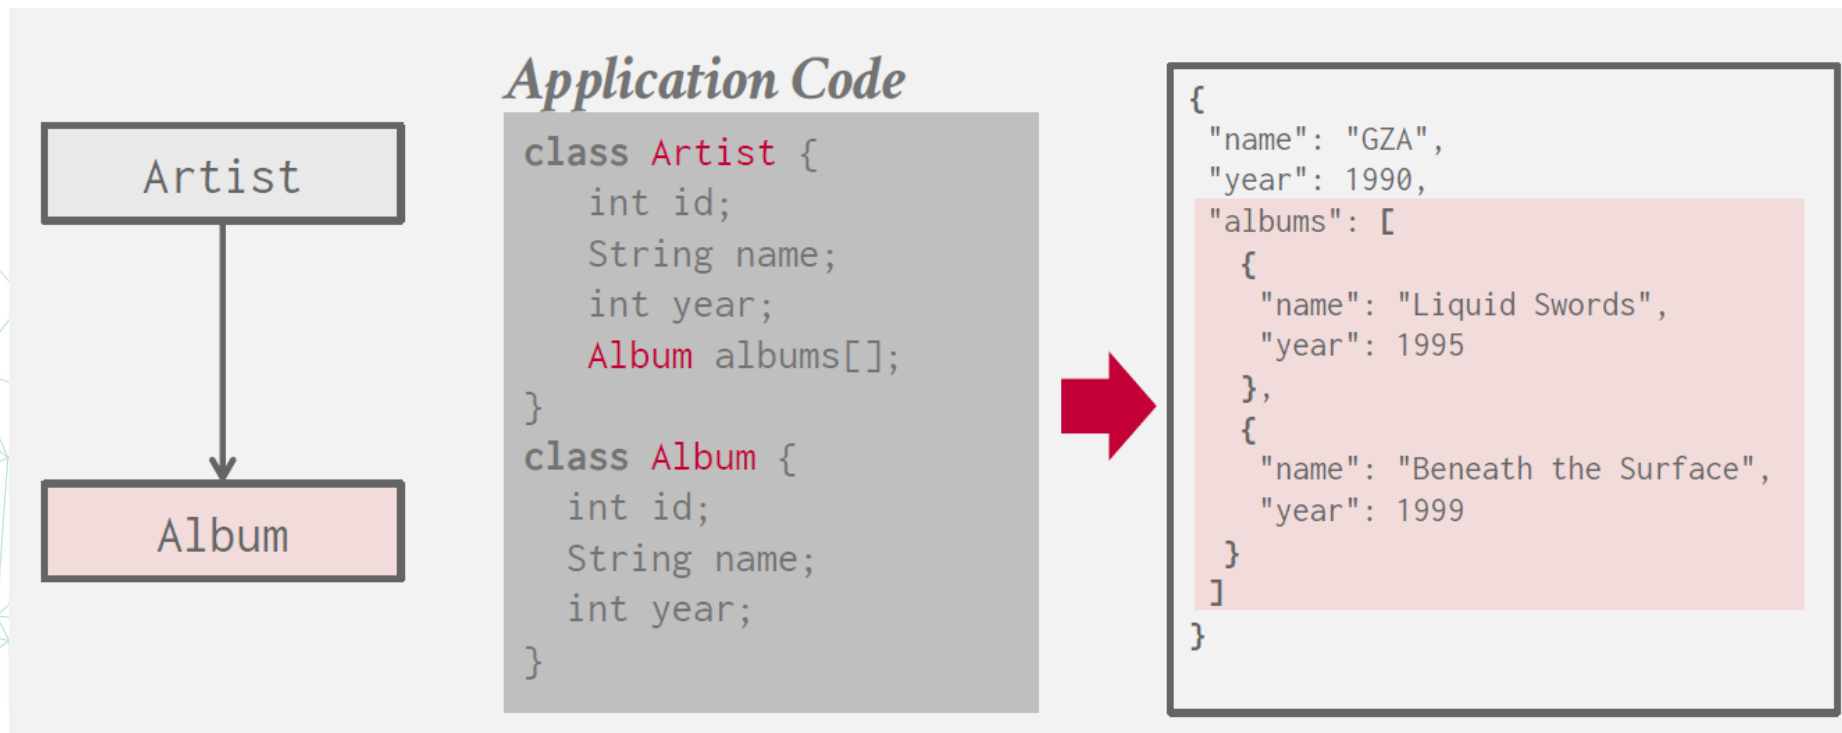 Artist
Album
Application Code
class Artist {
int id;
String name;
int year;
Album albums[];
}
class Album {
int id;
String name;
int year;
}
{
"name": "GZA",
"year": 1990,
"albums": [
{
"name": "Liquid Swords",
"year": 1995
},
{
"name": "Beneath the Surface",
"year": 1999
}
]
}